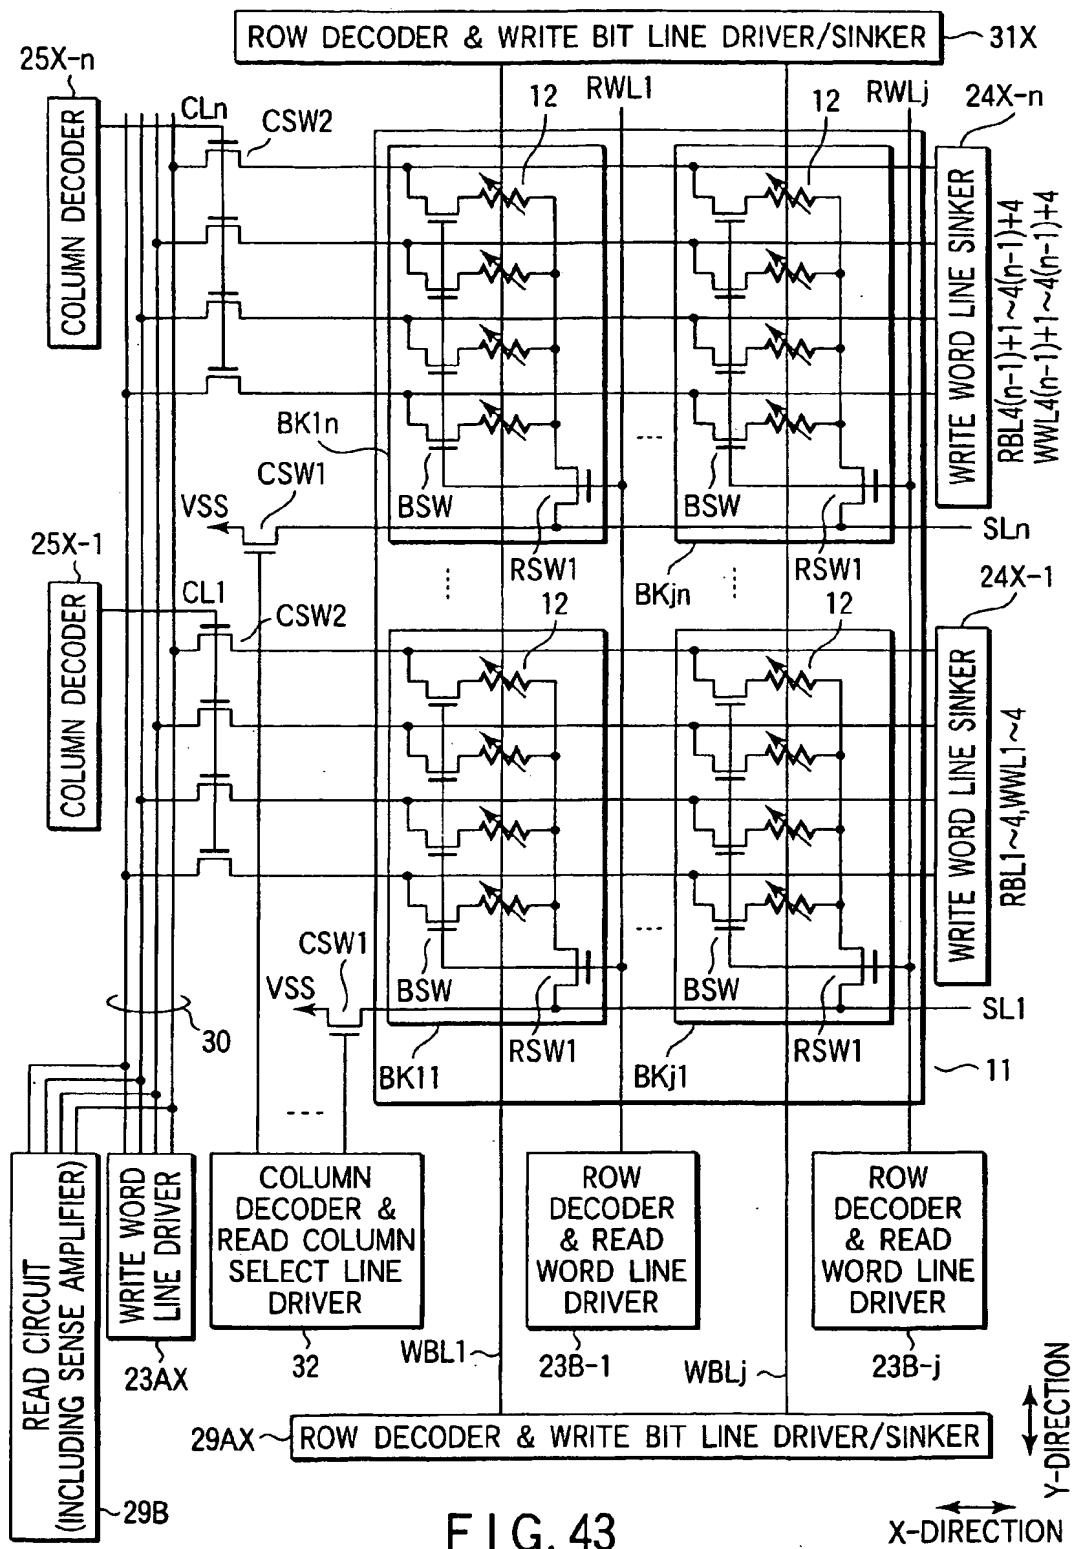 ROW DECODER & WRITE BIT LINE DRIVER/SINKER
31X
25X-n
CLn
CSW2
12
RWL1
12
RWLj
24X-n
COLUMN DECODER
WRITE WORD LINE SINKER
RBL4(n-1)+1~4(n-1)+4
WWL4(n-1)+1~4(n-1)+4
BK1n
CSW1
VSS
BSW
RSW1
BSW
RSW1
SLn
BKjn
25X-1
CL1
CSW2
12
12
24X-1
COLUMN DECODER
WRITE WORD LINE SINKER
RBL1~4,WWL1~4
CSW1
VSS
BSW
RSW1
BSW
RSW1
SL1
30
BK11
BKj1
11
READ CIRCUIT
(INCLUDING SENSE AMPLIFIER)
29B
WRITE WORD
LINE DRIVER
23AX
COLUMN
DECODER &
READ COLUMN
SELECT LINE
DRIVER
32
ROW
DECODER
& READ
WORD LINE
DRIVER
23B-1
ROW
DECODER
& READ
WORD LINE
DRIVER
23B-j
WBL1
WBLj
29AX
ROW DECODER & WRITE BIT LINE DRIVER/SINKER
Y-DIRECTION
X-DIRECTION
FIG. 43